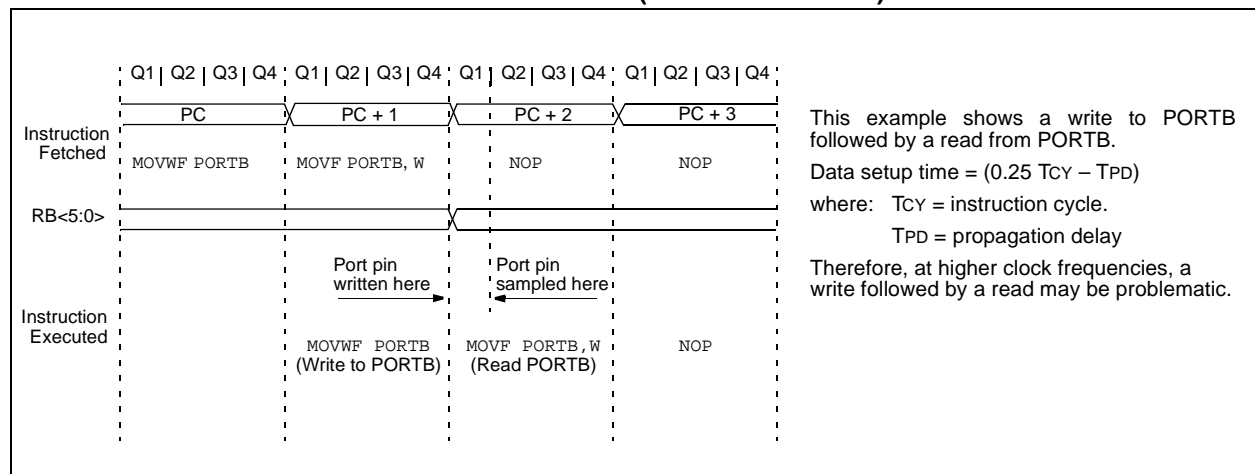 Q1 | Q2 | Q3 | Q4 Q1 | Q2 | Q3 | Q4 Q1 | Q2 | Q3 | Q4 Q1 | Q2 | Q3 | Q4
PC PC + 1 PC + 2 PC + 3
Instruction
Fetched
MOVWF PORTB MOVF PORTB, W NOP NOP
RB<5:0>
Port pin
written here
Port pin
sampled here
Instruction
Executed
MOVWF PORTB
(Write to PORTB)
MOVF PORTB,W
(Read PORTB)
NOP
This example shows a write to PORTB
followed by a read from PORTB.
Data setup time = (0.25 TCY – TPD)
where: TCY = instruction cycle.
TPD = propagation delay
Therefore, at higher clock frequencies, a
write followed by a read may be problematic.